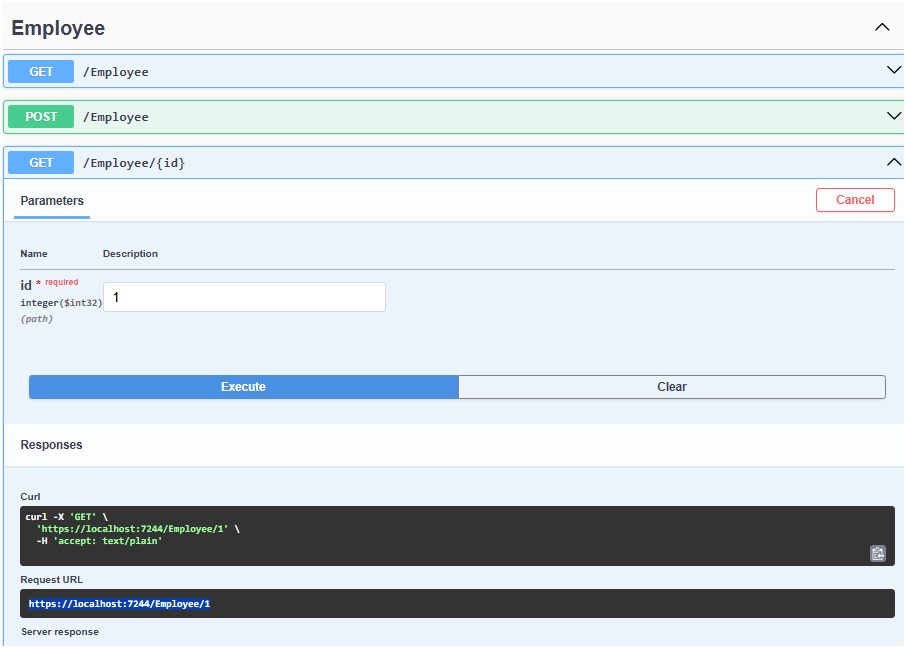 Employee
GET /Employee
POST /Employee
GET /Employee/{id}
Parameters Cancel
Name Description
id * required
integer($int32) 1
(path)
Execute Clear
Responses
Curl
curl -X 'GET' \
'https://localhost:7244/Employee/1' \
-H 'accept: text/plain'
Request URL
https://localhost:7244/Employee/1
Server response